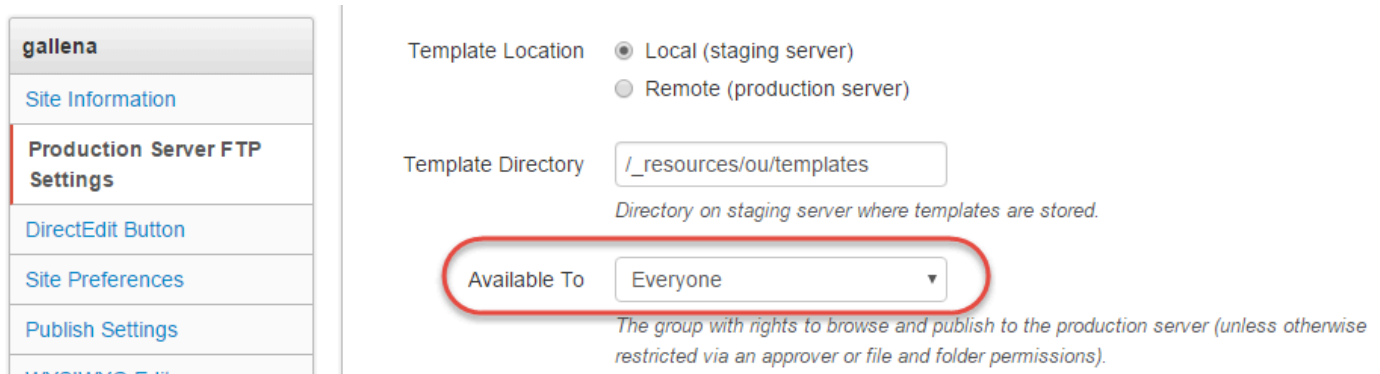 gallena
Site Information
Production Server FTP
Settings
DirectEdit Button
Site Preferences
Publish Settings
Template Location
Local (staging server)
Remote (production server)
Template Directory
/_resources/ou/templates
Directory on staging server where templates are stored.
Available To
Everyone
The group with rights to browse and publish to the production server (unless otherwise
restricted via an approver or file and folder permissions).